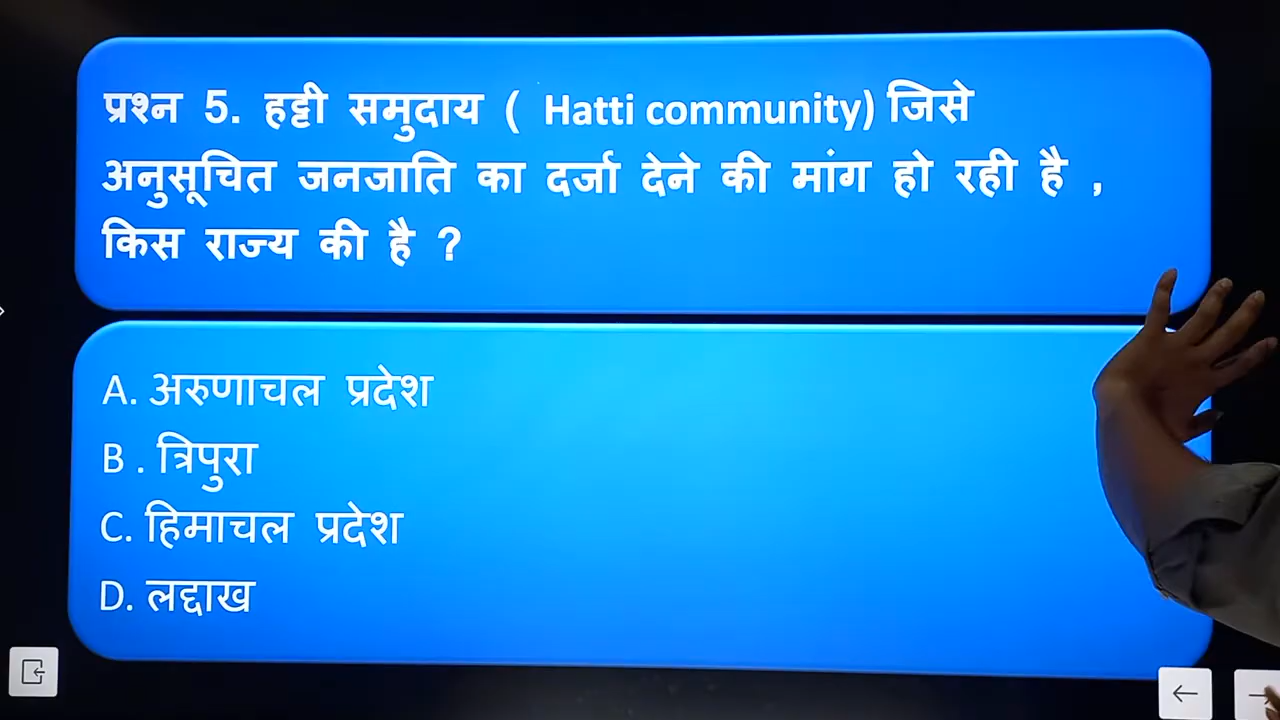 प्रश्न 5. हट्टी समुदाय ( Hatti community) जिसे
अनुसूचित जनजाति का दर्जा देने की मांग हो रही है ,
किस राज्य की है ?
A. अरुणाचल प्रदेश
B . त्रिपुरा
C. हिमाचल प्रदेश
D. लद्दाख